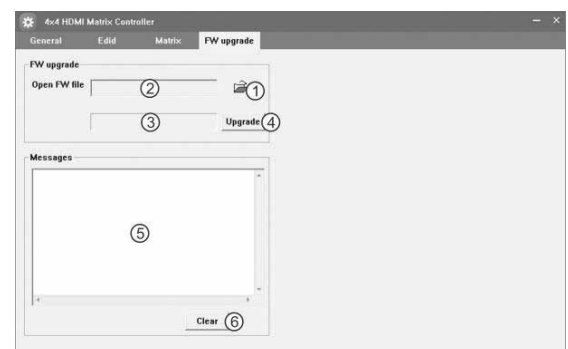 4x4 HDMI Matrix Controller
General Edid Matrix FW upgrade
FW upgrade
Open FW file ② ①
③ Upgrade ④
Messages
⑤
Clear ⑥